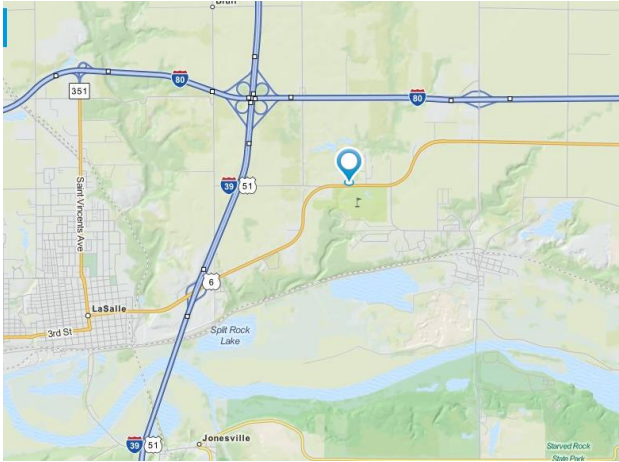 80
351
80
39
51
Saint Vincents Ave
6
LaSalle
3rd St
Split Rock
Lake
39
51
Jonesville
Starved Rock
State Park